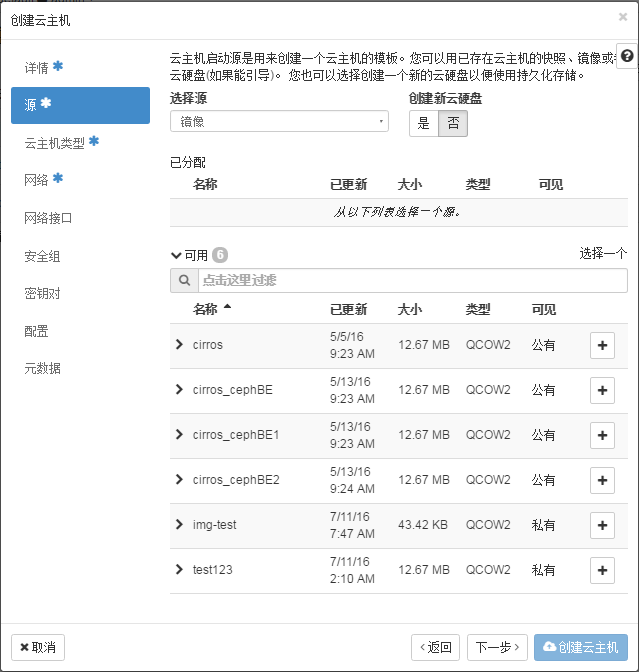 创建云主机
×
详情 *
源 *
云主机类型 *
网络 *
网络接口
安全组
密钥对
配置
元数据
云主机启动源是用来创建一个云主机的模板。您可以用已存在云主机的快照、镜像或
云硬盘(如果能引导)。 您也可以选择创建一个新的云硬盘以便使用持久化存储。
?
选择源
创建新云硬盘
镜像
是 否
已分配
名称 已更新 大小 类型 可见
从以下列表选择一个源。
可用 6
选择一个
点击这里过滤
名称 已更新 大小 类型 可见
cirros 5/5/16 9:23 AM 12.67 MB QCOW2 公有 +
cirros_cephBE 5/13/16 9:23 AM 12.67 MB QCOW2 公有 +
cirros_cephBE1 5/13/16 9:23 AM 12.67 MB QCOW2 公有 +
cirros_cephBE2 5/13/16 9:24 AM 12.67 MB QCOW2 公有 +
img-test 7/11/16 7:47 AM 43.42 KB QCOW2 私有 +
test123 7/11/16 2:10 AM 12.67 MB QCOW2 私有 +
×取消
‹返回
下一步›
创建云主机